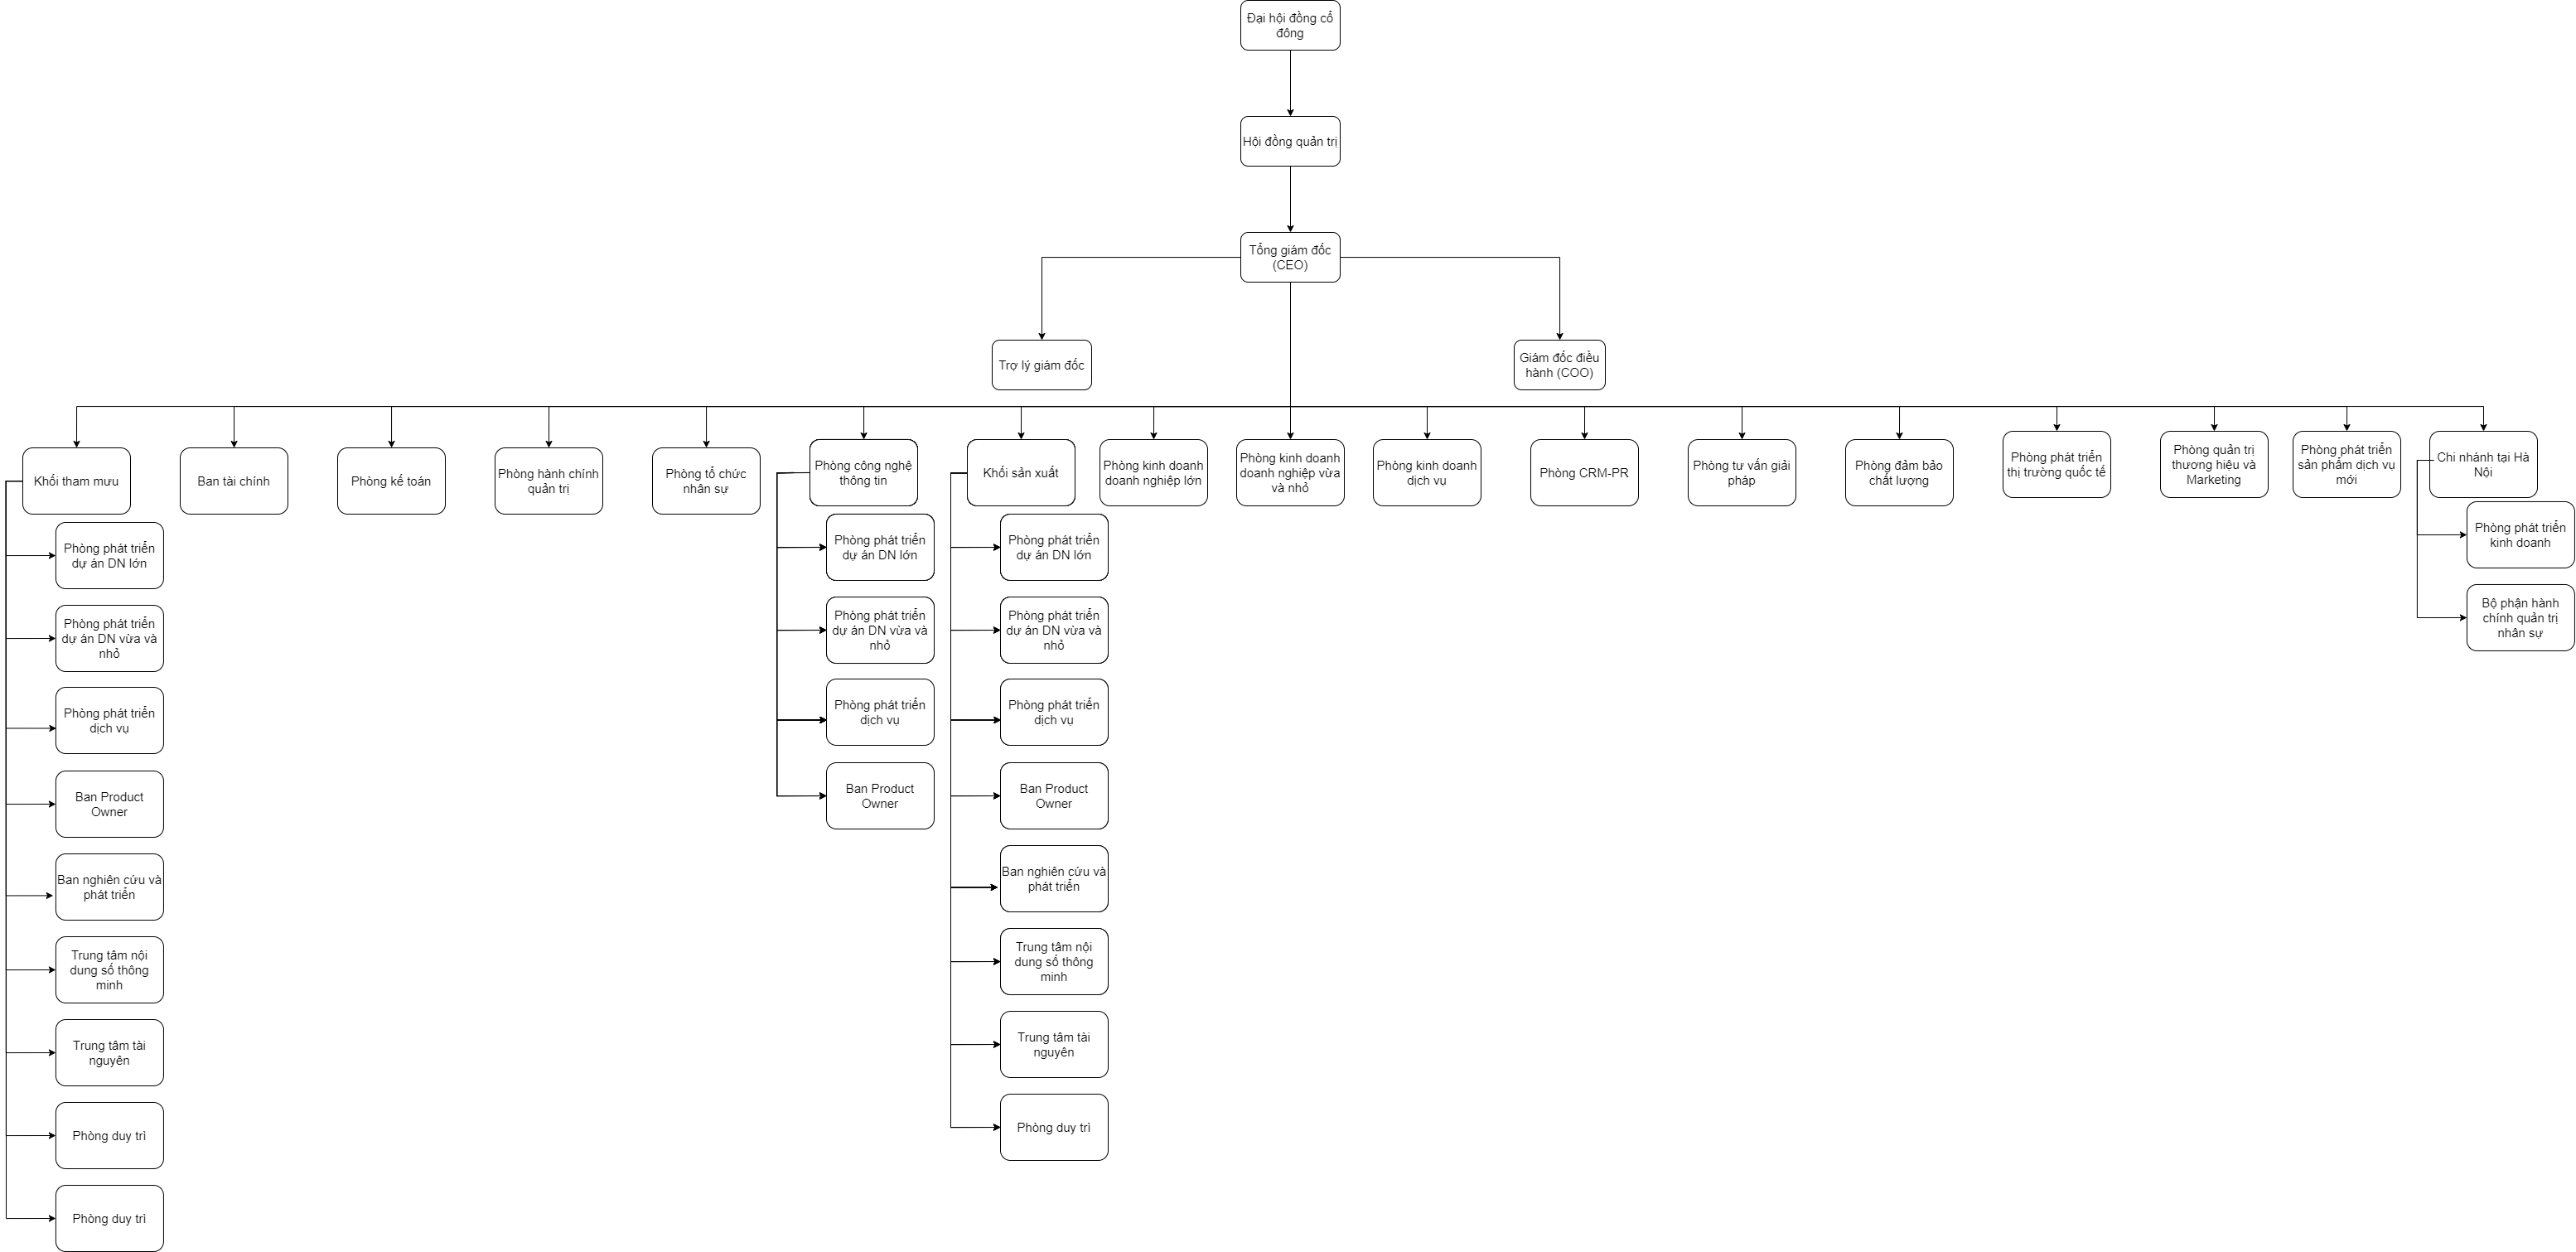 Đại hội đồng cổ
đông
Hội đồng quản trị
Tổng giám đốc
(CEO)
Trợ lý giám đốc
Giám đốc điều
hành (COO)
Khối tham mưu
Ban tài chính
Phòng kế toán
Phòng hành chính
quản trị
Phòng tổ chức
nhân sự
Phòng công nghệ
thông tin
Khối sản xuất
Phòng kinh doanh
doanh nghiệp lớn
Phòng kinh doanh
doanh nghiệp vừa
và nhỏ
Phòng kinh doanh
dịch vụ
Phòng CRM-PR
Phòng tư vấn giải
pháp
Phòng đảm bảo
chất lượng
Phòng phát triển
thị trường quốc tế
Phòng quản trị
thương hiệu và
Marketing
Phòng phát triển
sản phẩm dịch vụ
mới
Chi nhánh tại Hà
Nội
Phòng phát triển
dự án DN lớn
Phòng phát triển
dự án DN vừa và
nhỏ
Phòng phát triển
dịch vụ
Ban Product
Owner
Ban nghiên cứu và
phát triển
Trung tâm nội
dung số thông
minh
Trung tâm tài
nguyên
Phòng duy trì
Phòng duy trì
Phòng phát triển
dự án DN lớn
Phòng phát triển
dự án DN vừa và
nhỏ
Phòng phát triển
dịch vụ
Ban Product
Owner
Phòng phát triển
dự án DN lớn
Phòng phát triển
dự án DN vừa và
nhỏ
Phòng phát triển
dịch vụ
Ban Product
Owner
Ban nghiên cứu và
phát triển
Trung tâm nội
dung số thông
minh
Trung tâm tài
nguyên
Phòng duy trì
Phòng phát triển
kinh doanh
Bộ phận hành
chính quản trị
nhân sự